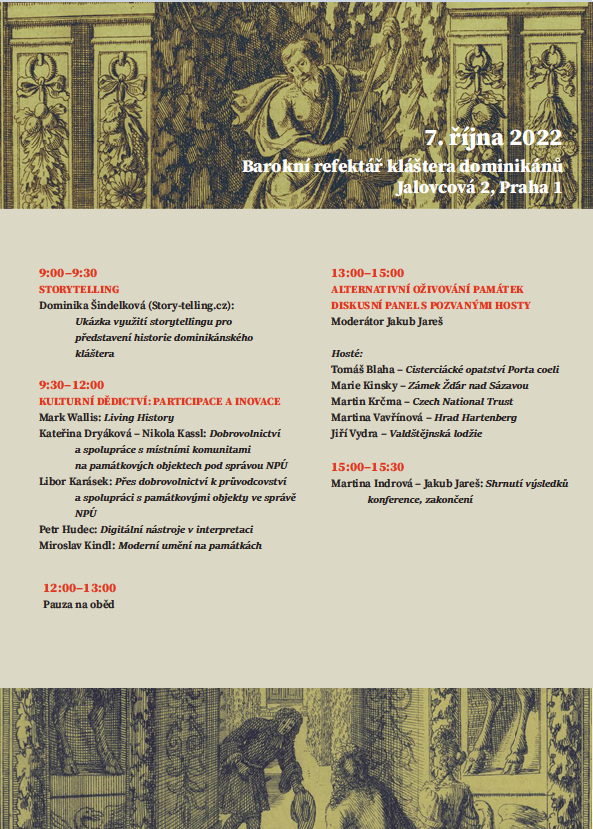 7. října 2022
Barokní refektář kláštera dominikánů
Jalovcová 2, Praha 1
9:00–9:30
STORYTELLING
Dominika Šindelková (Story-telling.cz):
Ukázka využití storytellingu pro
představení historie dominikánského
kláštera
9:30–12:00
KULTURNÍ DĚDICTVÍ: PARTICIPACE A INOVACE
Mark Wallis: Living History
Kateřina Dryáková – Nikola Kassl: Dobrovolnictví
a spolupráce s místními komunitami
na památkových objektech pod správou NPÚ
Libor Karásek: Přes dobrovolnictví k průvodcovství
a spolupráci s památkovými objekty ve správě
NPÚ
Petr Hudec: Digitální nástroje v interpretaci
Miroslav Kindl: Moderní umění na památkách
12:00–13:00
Pauza na oběd
13:00–15:00
ALTERNATIVNÍ OŽIVOVÁNÍ PAMÁTEK
DISKUSNÍ PANEL S POZVANÝMI HOSTY
Moderátor Jakub Jareš
Hosté:
Tomáš Blaha – Cisterciácké opatství Porta coeli
Marie Kinsky – Zámek Žďár nad Sázavou
Martin Krčma – Czech National Trust
Martina Vavřínová – Hrad Hartenberg
Jiří Vydra – Valdštejnská lodžie
15:00–15:30
Martina Indrová – Jakub Jareš: Shrnutí výsledků
konference, zakončení